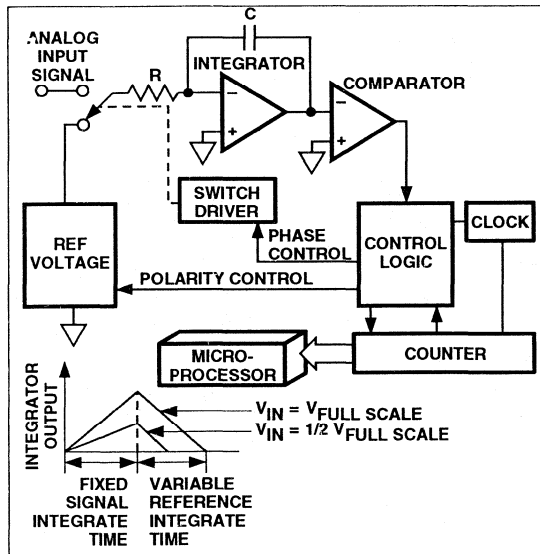 C
ANALOG
INPUT
SIGNAL
R
INTEGRATOR
COMPARATOR
–
+
–
+
SWITCH
DRIVER
REF
VOLTAGE
PHASE
CONTROL
CONTROL
LOGIC
CLOCK
POLARITY CONTROL
MICRO-
PROCESSOR
COUNTER
INTEGRATOR
OUTPUT
VIN = VFULL SCALE
VIN = 1/2 VFULL SCALE
FIXED
SIGNAL
INTEGRATE
TIME
VARIABLE
REFERENCE
INTEGRATE
TIME